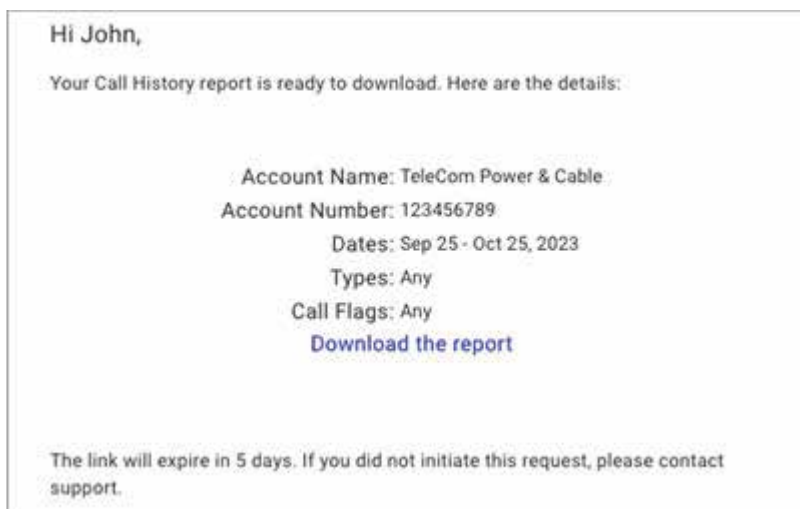 Hi John,
Your Call History report is ready to download. Here are the details:
Account Name: TeleCom Power & Cable
Account Number: 123456789
Dates: Sep 25 - Oct 25, 2023
Types: Any
Call Flags: Any
Download the report
The link will expire in 5 days. If you did not initiate this request, please contact
support.